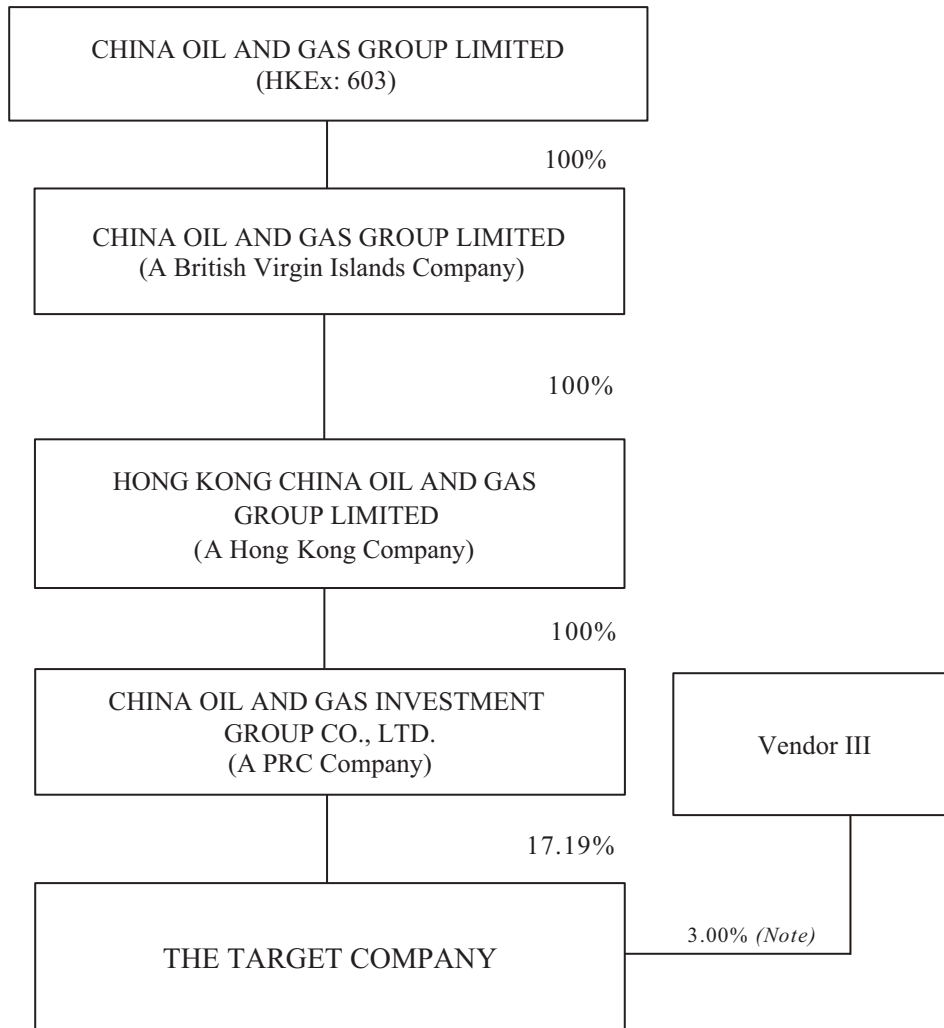 CHINA OIL AND GAS GROUP LIMITED
(HKEx: 603)
100%
CHINA OIL AND GAS GROUP LIMITED
(A British Virgin Islands Company)
100%
HONG KONG CHINA OIL AND GAS
GROUP LIMITED
(A Hong Kong Company)
100%
CHINA OIL AND GAS INVESTMENT
GROUP CO., LTD.
(A PRC Company)
Vendor III
17.19%
3.00% (Note)
THE TARGET COMPANY